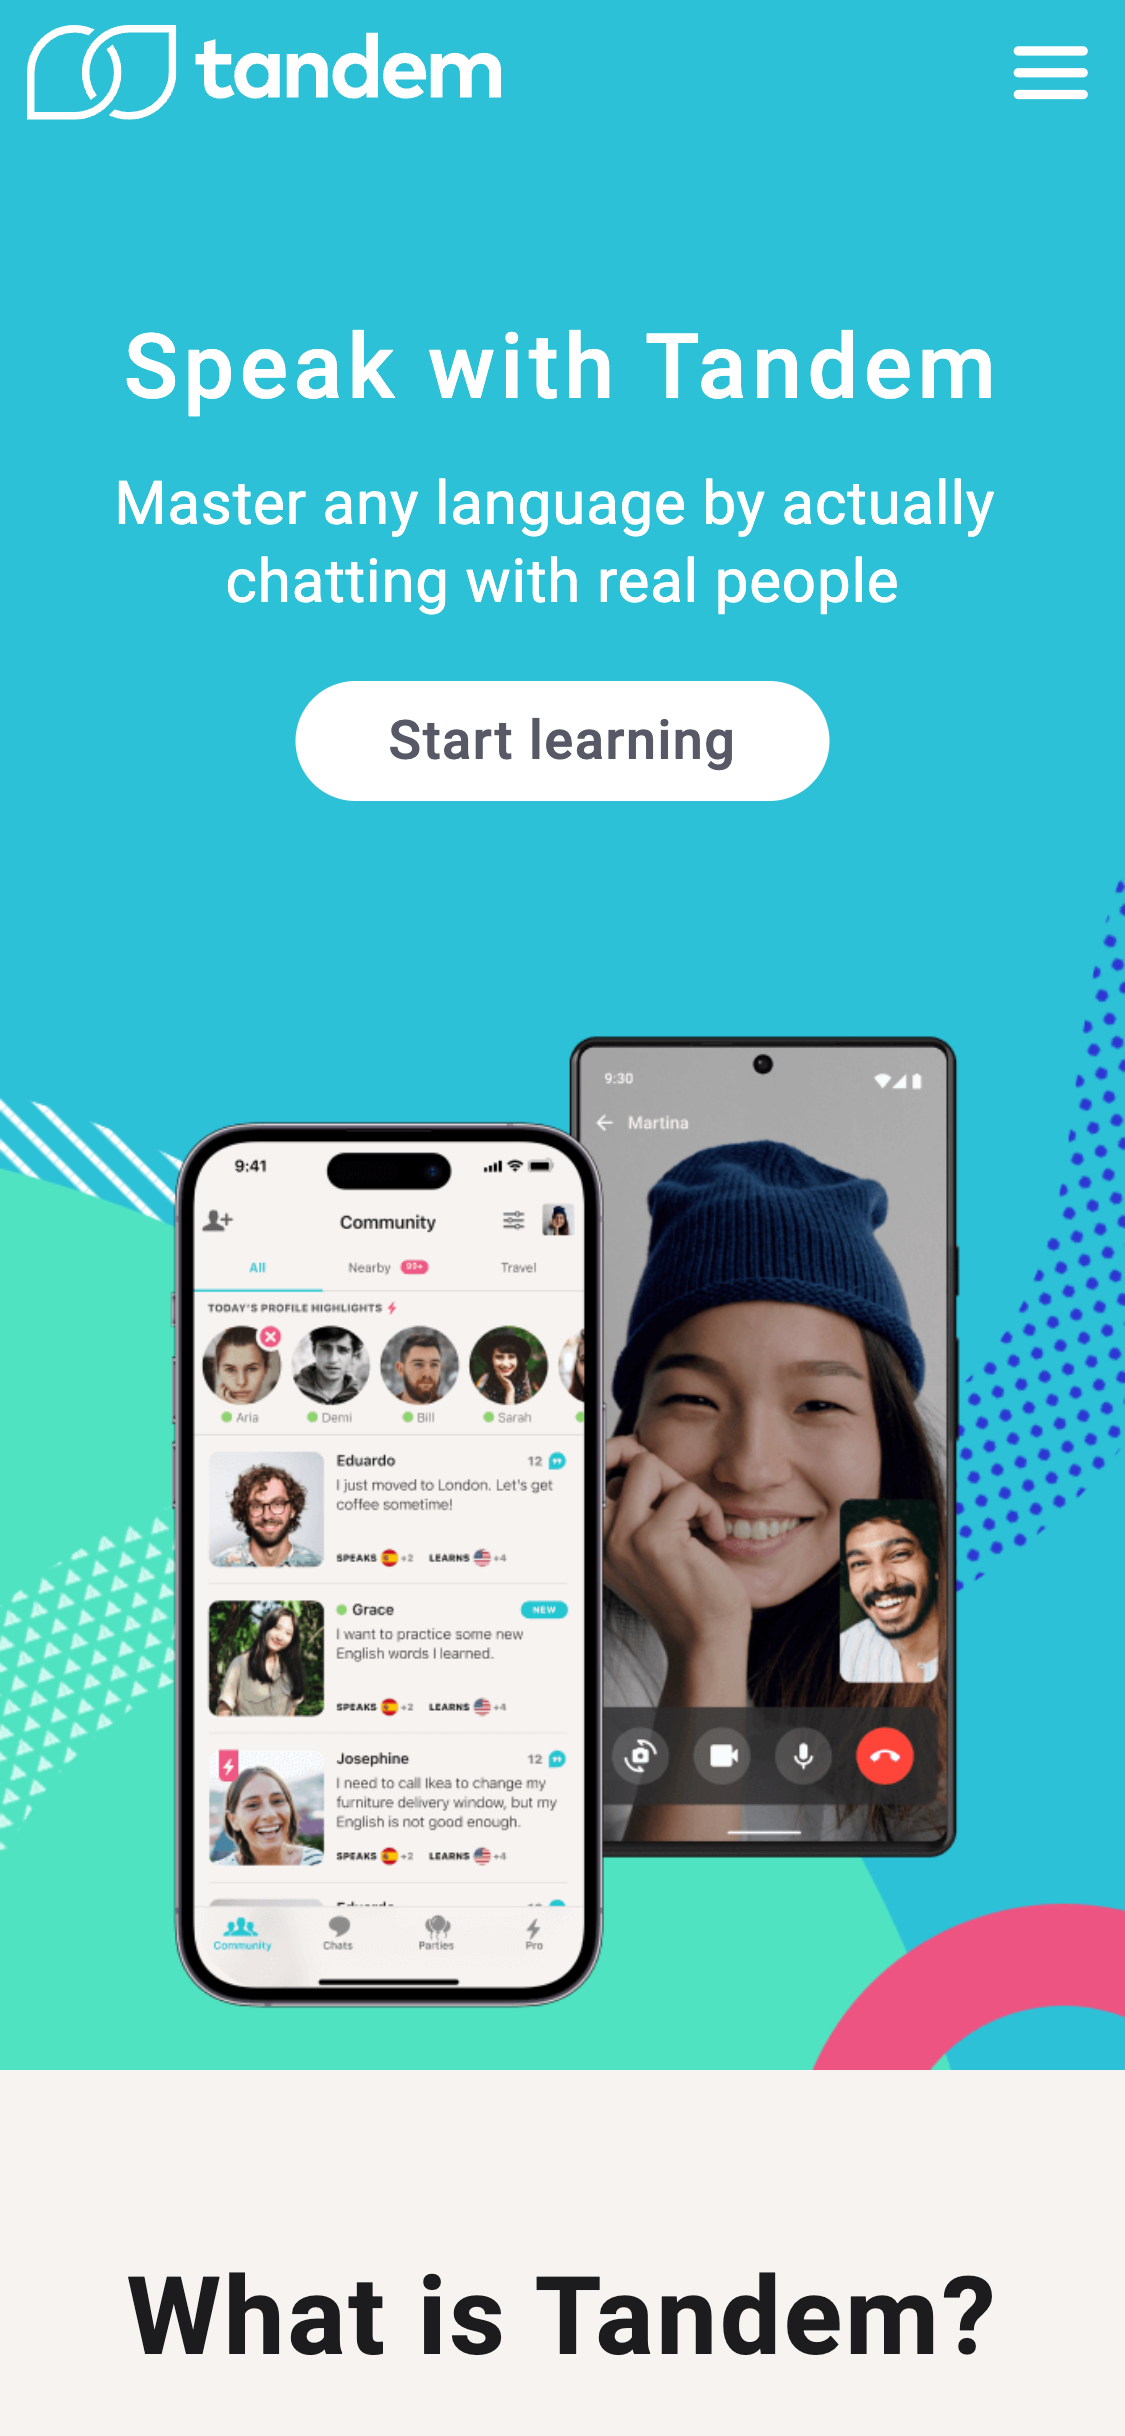 tandem
Speak with Tandem
Master any language by actually
chatting with real people
Start learning
9:30
Martina
9:41
Community
All
Nearby 99+
Travel
TODAY'S PROFILE HIGHLIGHTS
Aria
Demi
Bill
Sarah
Eduardo 12
I just moved to London. Let's get
coffee sometime!
SPEAKS +2 LEARNS +4
Grace NEW
I want to practice some new
English words I learned.
SPEAKS +2 LEARNS +4
Josephine 12
I need to call Ikea to change my
furniture delivery window, but my
English is not good enough.
SPEAKS +2 LEARNS +4
Community
Chats
Parties
Pro
What is Tandem?